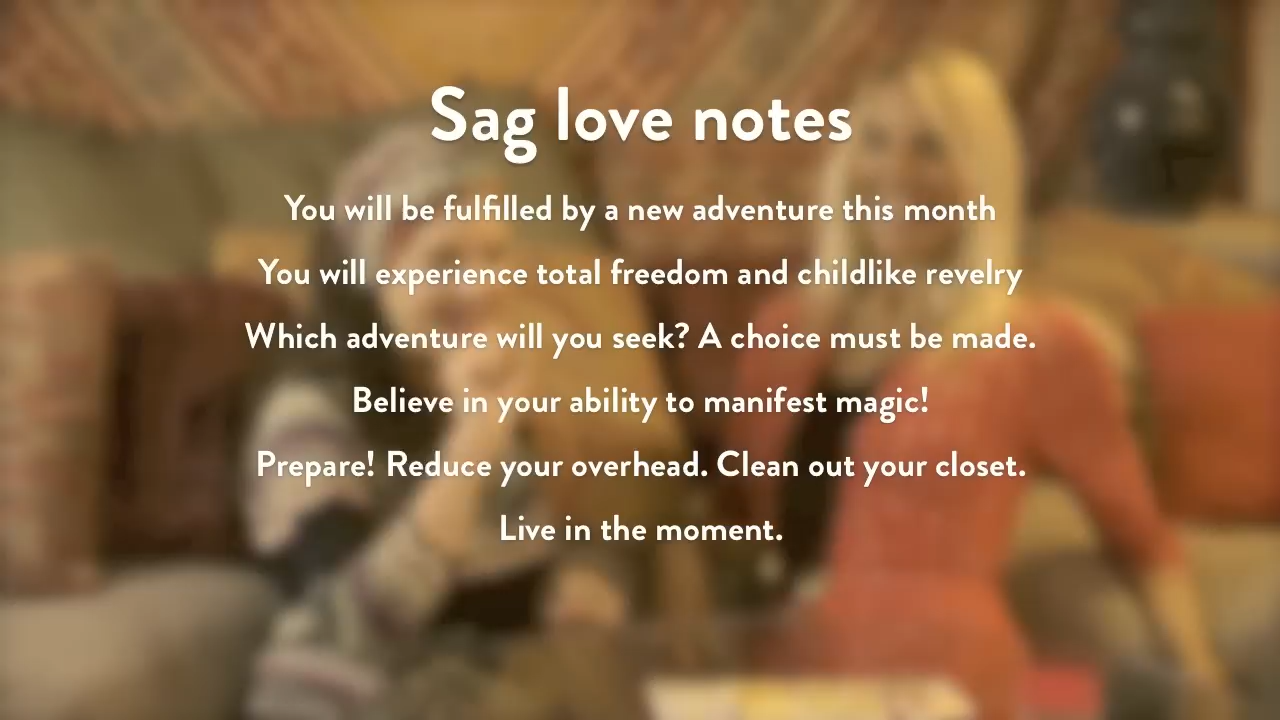 Sag love notes
You will be fulfilled by a new adventure this month
You will experience total freedom and childlike revelry
Which adventure will you seek? A choice must be made.
Believe in your ability to manifest magic!
Prepare! Reduce your overhead. Clean out your closet.
Live in the moment.